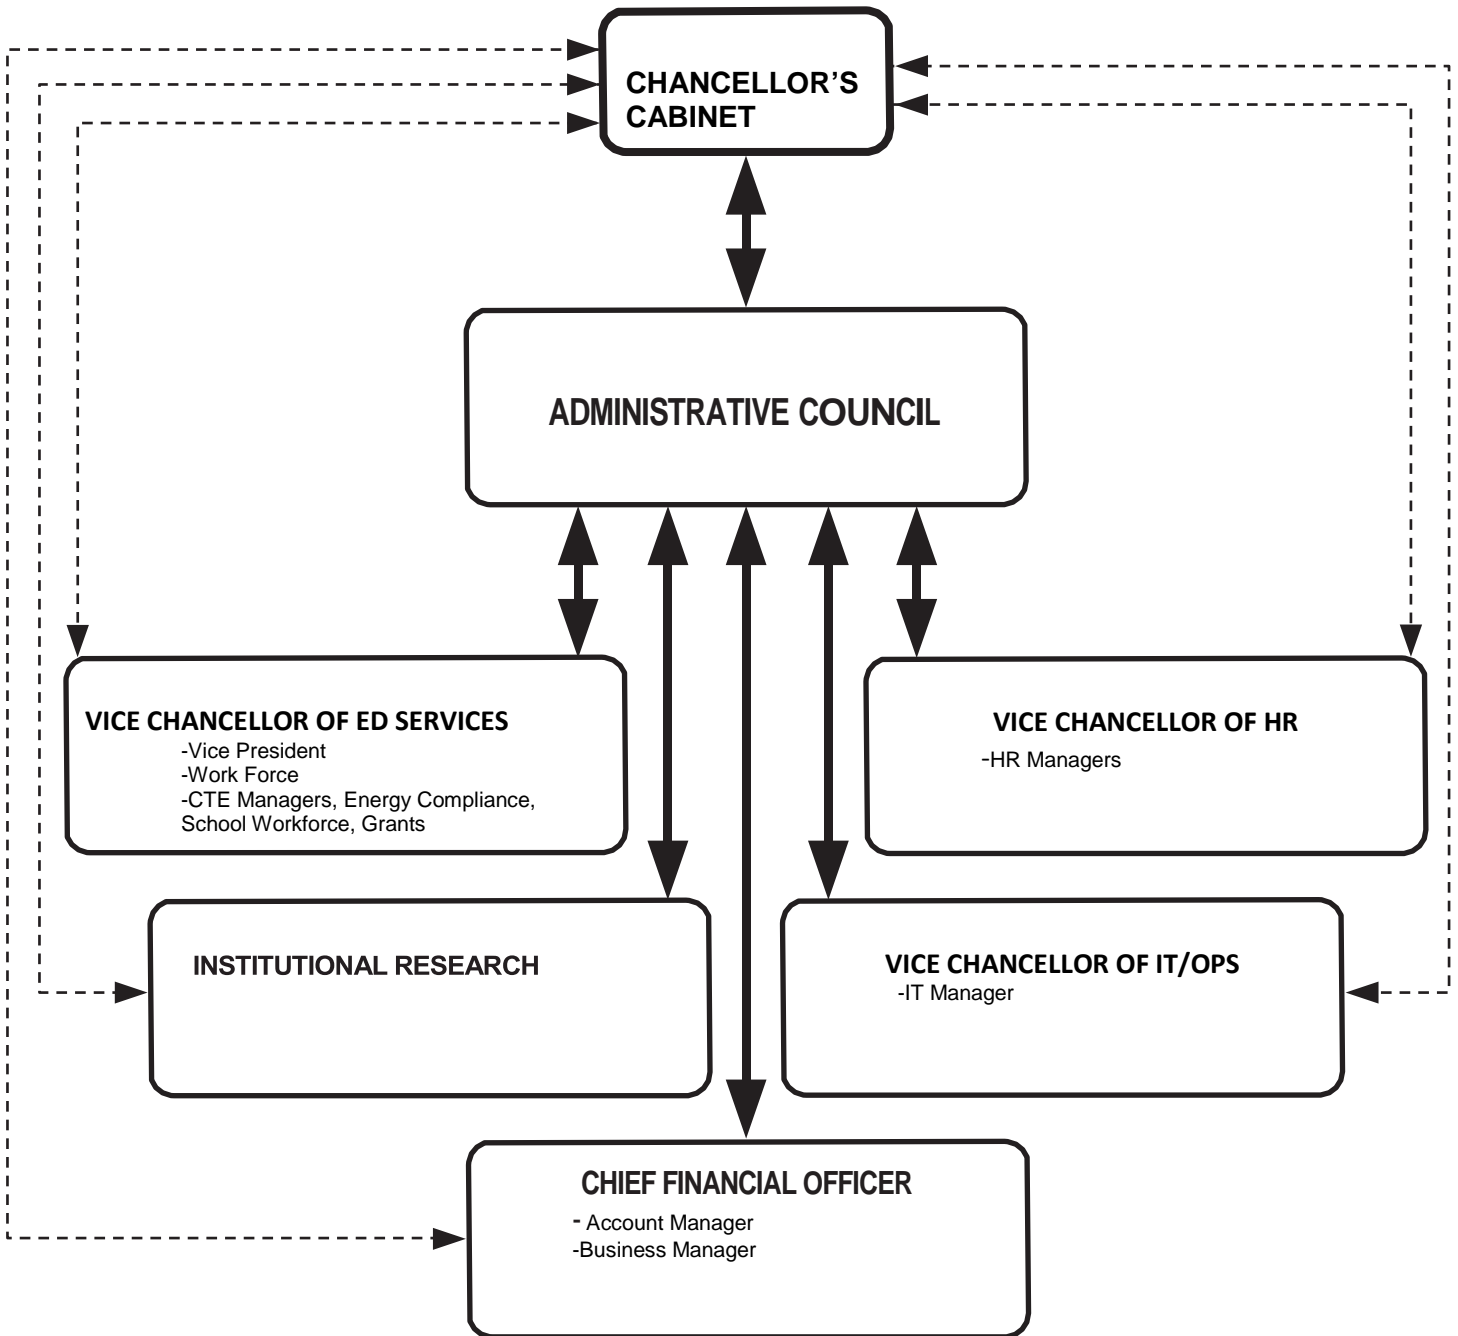 CHANCELLOR’S
CABINET
ADMINISTRATIVE COUNCIL
VICE CHANCELLOR OF ED SERVICES
-Vice President
-Work Force
-CTE Managers, Energy Compliance,
School Workforce, Grants
VICE CHANCELLOR OF HR
-HR Managers
INSTITUTIONAL RESEARCH
VICE CHANCELLOR OF IT/OPS
-IT Manager
CHIEF FINANCIAL OFFICER
- Account Manager
-Business Manager